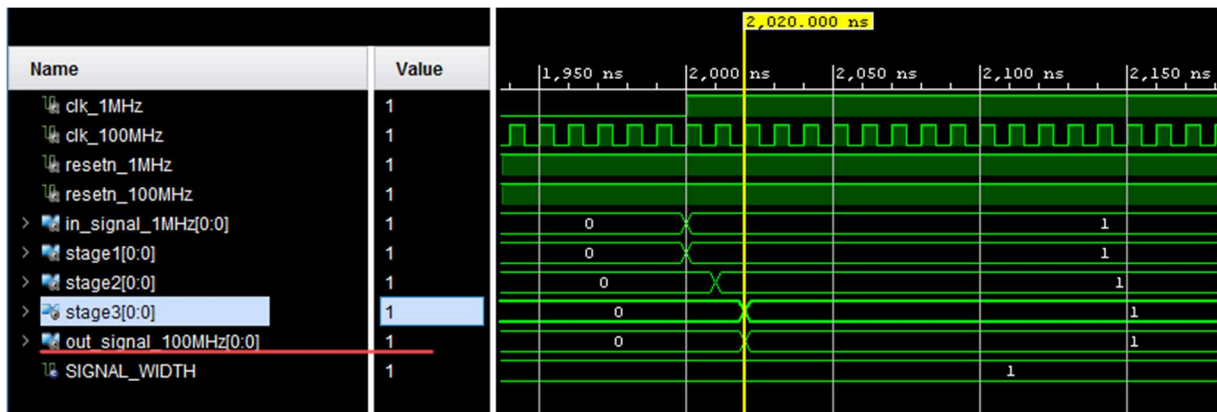 2,020.000 ns
Name Value
1,950 ns 2,000 ns 2,050 ns 2,100 ns 2,150 ns
clk_1MHz 1
clk_100MHz 1
resetn_1MHz 1
resetn_100MHz 1
in_signal_1MHz[0:0] 1 0 1
stage1[0:0] 1 0 1
stage2[0:0] 1 0 1
stage3[0:0] 1 0 1
out_signal_100MHz[0:0] 1 0 1
SIGNAL_WIDTH 1 1